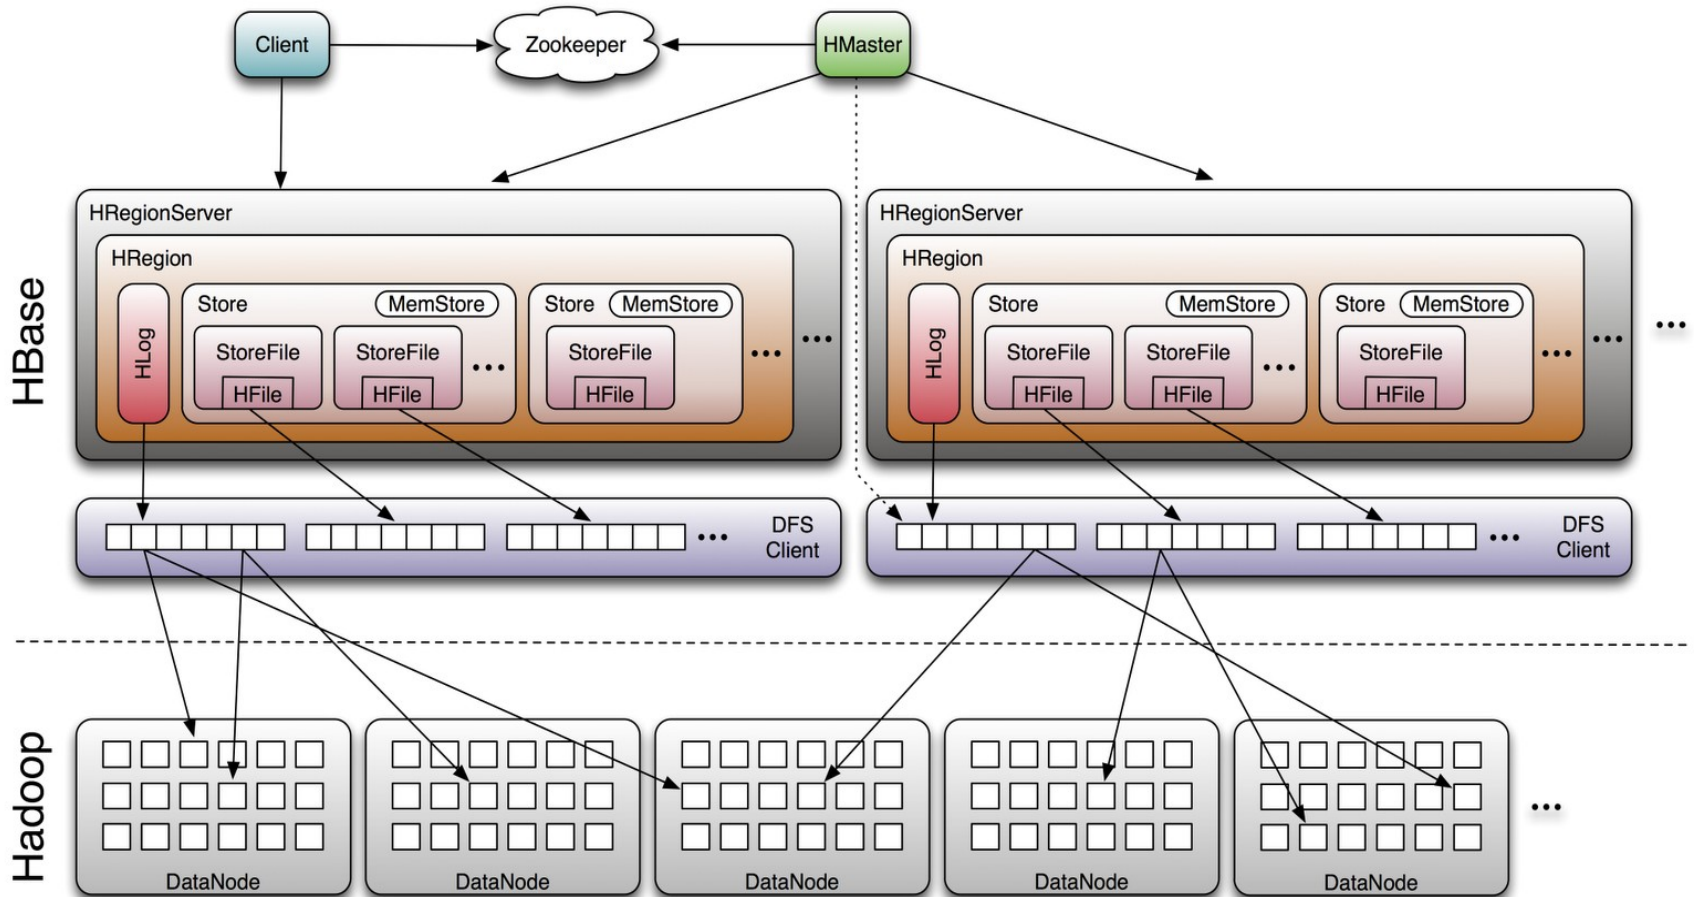 Client
Zookeeper
HMaster
HBase
HRegionServer
HRegion
HLog
Store
MemStore
StoreFile
HFile
StoreFile
HFile
...
Store
MemStore
StoreFile
HFile
...
...
HRegionServer
HRegion
HLog
Store
MemStore
StoreFile
HFile
StoreFile
HFile
...
Store
MemStore
StoreFile
HFile
...
...
...
...
DFS
Client
...
DFS
Client
Hadoop
DataNode
DataNode
DataNode
DataNode
DataNode
...